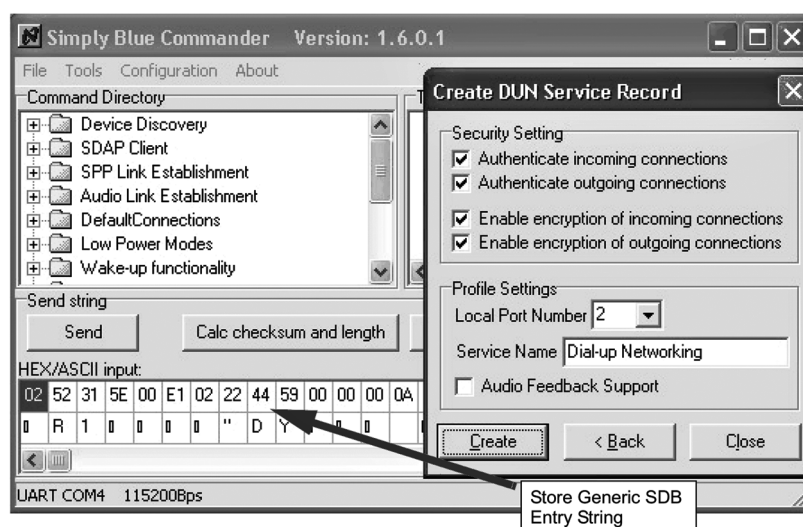 Simply Blue Commander Version: 1.6.0.1
File Tools Configuration About
Command Directory
Device Discovery
SDAP Client
SPP Link Establishment
Audio Link Establishment
DefaultConnections
Low Power Modes
Wake-up functionality
Send string
Send
Calc checksum and length
HEX/ASCII input:
02 52 31 5E 00 E1 02 22 44 59 00 00 00 0A
R 1 " D Y
UART COM4 115200Bps
Create DUN Service Record
Security Setting
Authenticate incoming connections
Authenticate outgoing connections
Enable encryption of incoming connections
Enable encryption of outgoing connections
Profile Settings
Local Port Number 2
Service Name Dial-up Networking
Audio Feedback Support
Create
< Back
Close
Store Generic SDB
Entry String